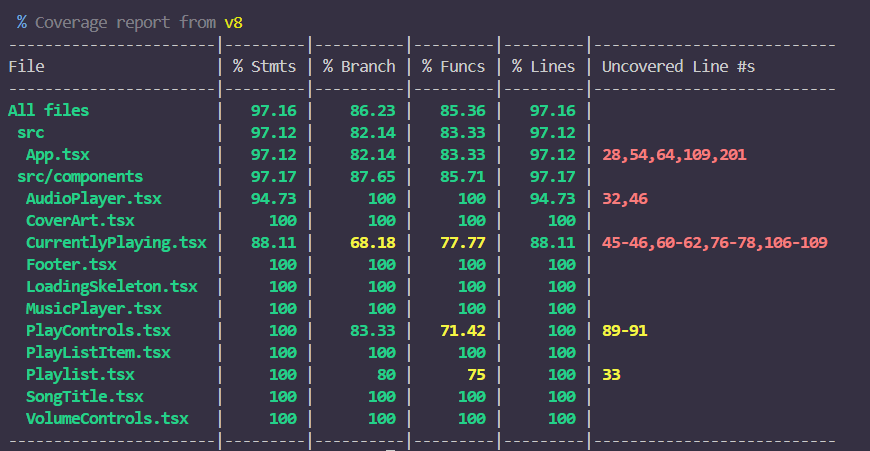 % Coverage report from v8
-----------------------|---------|----------|---------|---------|---------------------------
File                   | % Stmts | % Branch | % Funcs | % Lines | Uncovered Line #s
-----------------------|---------|----------|---------|---------|---------------------------
All files              |   97.16 |    86.23 |   85.36 |   97.16 |
 src                   |   97.12 |    82.14 |   83.33 |   97.12 |
  App.tsx              |   97.12 |    82.14 |   83.33 |   97.12 | 28,54,64,109,201
 src/components        |   97.17 |    87.65 |   85.71 |   97.17 |
  AudioPlayer.tsx      |   94.73 |      100 |     100 |   94.73 | 32,46
  CoverArt.tsx         |     100 |      100 |     100 |     100 |
  CurrentlyPlaying.tsx |   88.11 |    68.18 |   77.77 |   88.11 | 45-46,60-62,76-78,106-109
  Footer.tsx           |     100 |      100 |     100 |     100 |
  LoadingSkeleton.tsx  |     100 |      100 |     100 |     100 |
  MusicPlayer.tsx      |     100 |      100 |     100 |     100 |
  PlayControls.tsx     |     100 |    83.33 |   71.42 |     100 | 89-91
  PlayListItem.tsx     |     100 |      100 |     100 |     100 |
  Playlist.tsx         |     100 |       80 |      75 |     100 | 33
  SongTitle.tsx        |     100 |      100 |     100 |     100 |
  VolumeControls.tsx   |     100 |      100 |     100 |     100 |
-----------------------|---------|----------|---------|---------|---------------------------